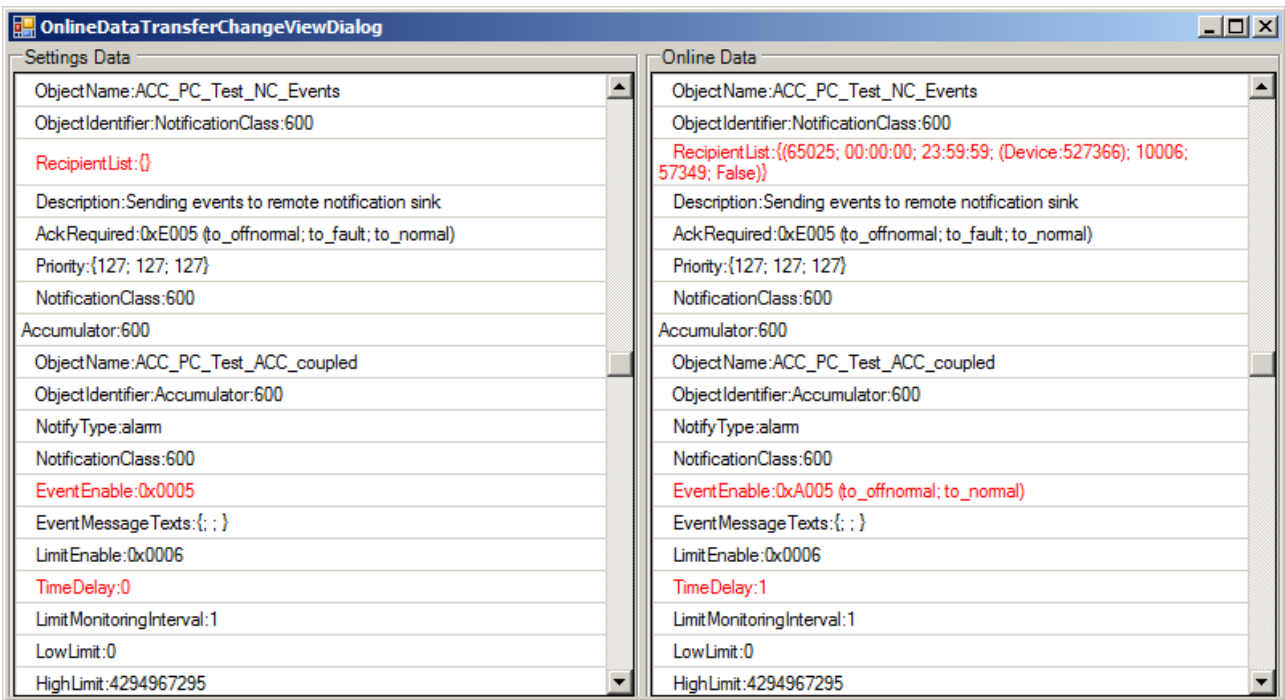 OnlineDataTransferChangeViewDialog
Settings Data
ObjectName:ACC_PC_Test_NC_Events
ObjectIdentifier:NotificationClass:600
RecipientList:{}
Description:Sending events to remote notification sink
AckRequired:0xE005 (to_offnormal; to_fault; to_normal)
Priority:{127; 127; 127}
NotificationClass:600
Accumulator:600
ObjectName:ACC_PC_Test_ACC_coupled
ObjectIdentifier:Accumulator:600
NotifyType:alarm
NotificationClass:600
EventEnable:0x0005
EventMessageTexts:{; ; }
LimitEnable:0x0006
TimeDelay:0
LimitMonitoringInterval:1
LowLimit:0
HighLimit:4294967295
Online Data
ObjectName:ACC_PC_Test_NC_Events
ObjectIdentifier:NotificationClass:600
RecipientList:{(65025; 00:00:00; 23:59:59; (Device:527366); 10006;
57349; False)}
Description:Sending events to remote notification sink
AckRequired:0xE005 (to_offnormal; to_fault; to_normal)
Priority:{127; 127; 127}
NotificationClass:600
Accumulator:600
ObjectName:ACC_PC_Test_ACC_coupled
ObjectIdentifier:Accumulator:600
NotifyType:alarm
NotificationClass:600
EventEnable:0xA005 (to_offnormal; to_normal)
EventMessageTexts:{; ; }
LimitEnable:0x0006
TimeDelay:1
LimitMonitoringInterval:1
LowLimit:0
HighLimit:4294967295